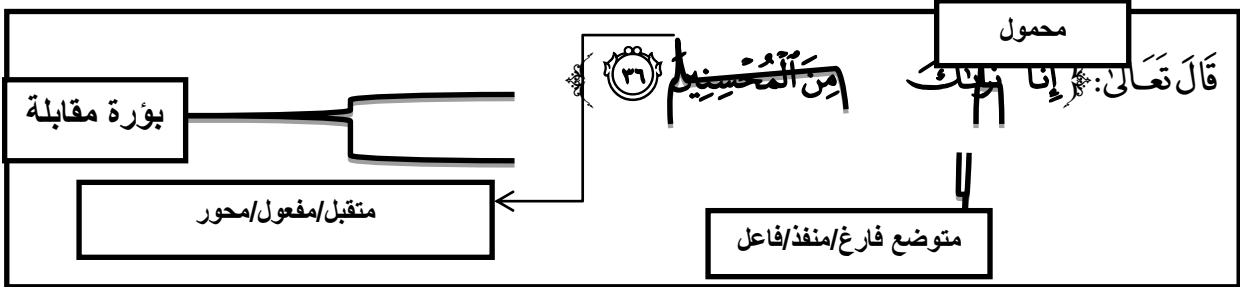 محمول
قَالَ تَعَالَىٰ: ﴿ إِنَّا نَرَىٰكَ مِنَ ٱلْمُحْسِنِينَ ٣٦ ﴾
بؤرة مقابلة
متقبل/مفعول/محور
متوضع فارغ/منفذ/فاعل